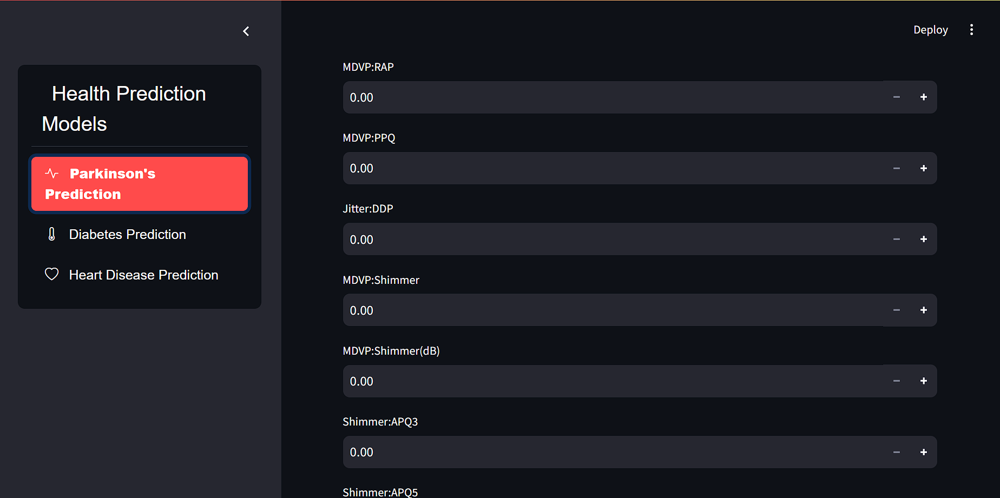 Deploy
Health Prediction
Models
Parkinson's
Prediction
Diabetes Prediction
Heart Disease Prediction
MDVP:RAP
0.00
MDVP:PPQ
0.00
Jitter:DDP
0.00
MDVP:Shimmer
0.00
MDVP:Shimmer(dB)
0.00
Shimmer:APQ3
0.00
Shimmer:APQ5